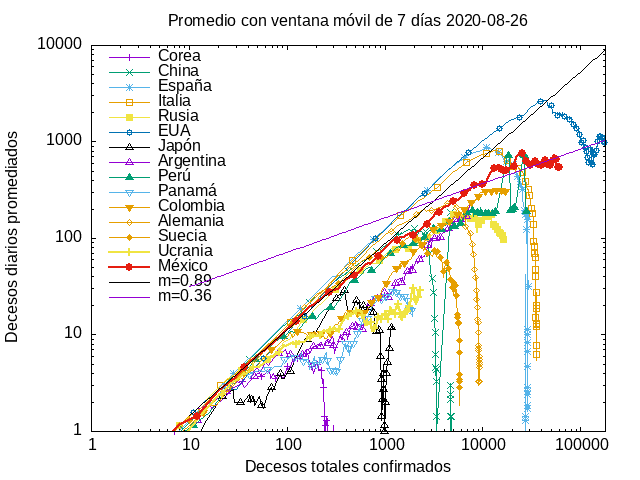 Promedio con ventana móvil de 7 días 2020-08-26
10000
1000
100
10
1
Decesos diarios promediados
Corea
China
España
Italia
Rusia
EUA
Japón
Argentina
Perú
Panamá
Colombia
Alemania
Suecia
Ucrania
México
m=0.89
m=0.36
1 10 100 1000 10000 100000
Decesos totales confirmados